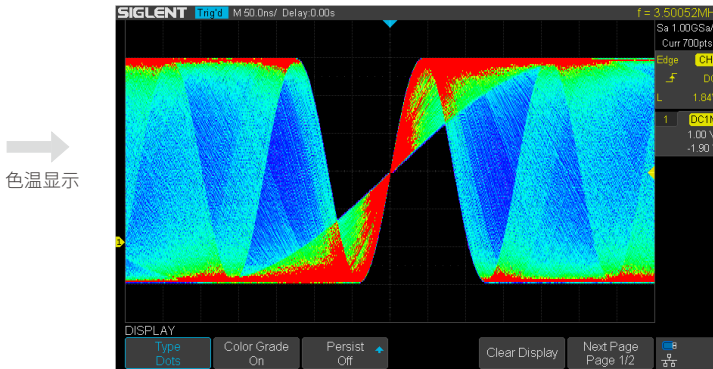 SIGLENT Trig'd M 50.0ns/ Delay:0.00s f = 3.50052MH
Sa 1.00GSa/
Curr 700pts
Edge CH
DC
L 1.84
1 DC1M
1.00 V
-1.90
1
色温显示
DISPLAY
Type Color Grade Persist Clear Display Next Page
Dots On Off Page 1/2